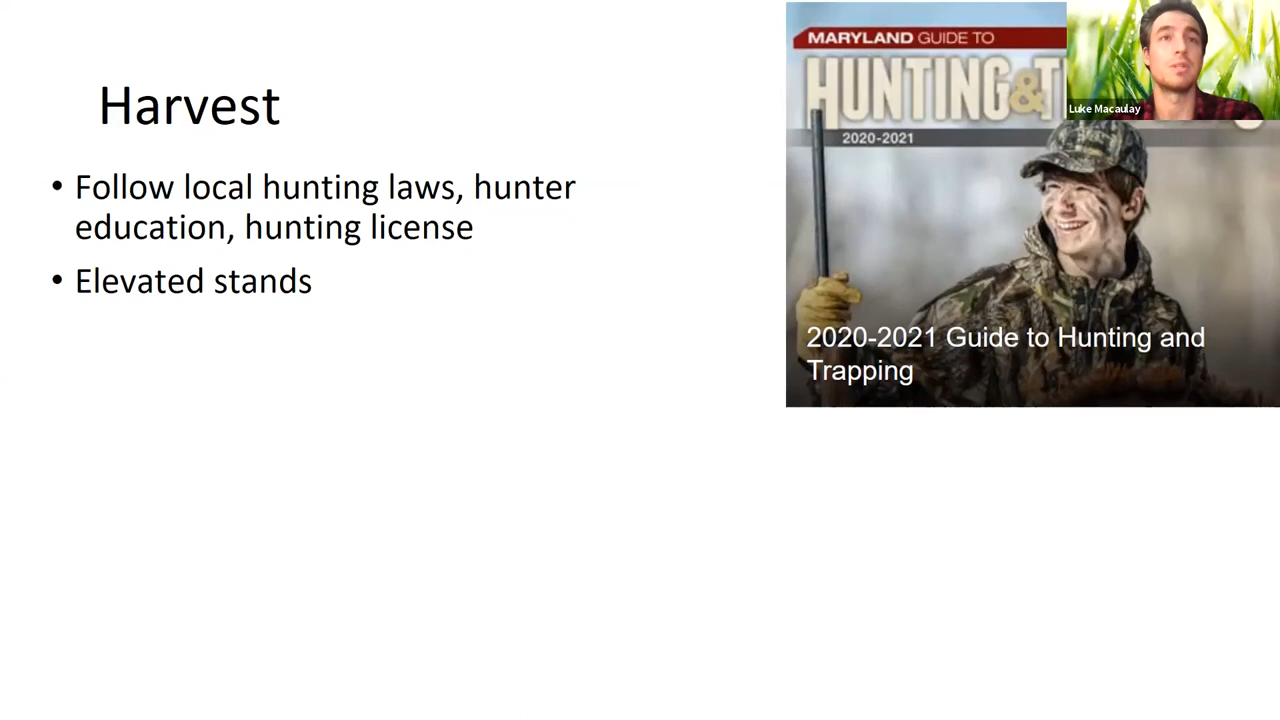 Harvest
• Follow local hunting laws, hunter
education, hunting license
• Elevated stands
MARYLAND GUIDE TO
HUNTING & T
2020-2021
2020-2021 Guide to Hunting and
Trapping
Luke Macaulay